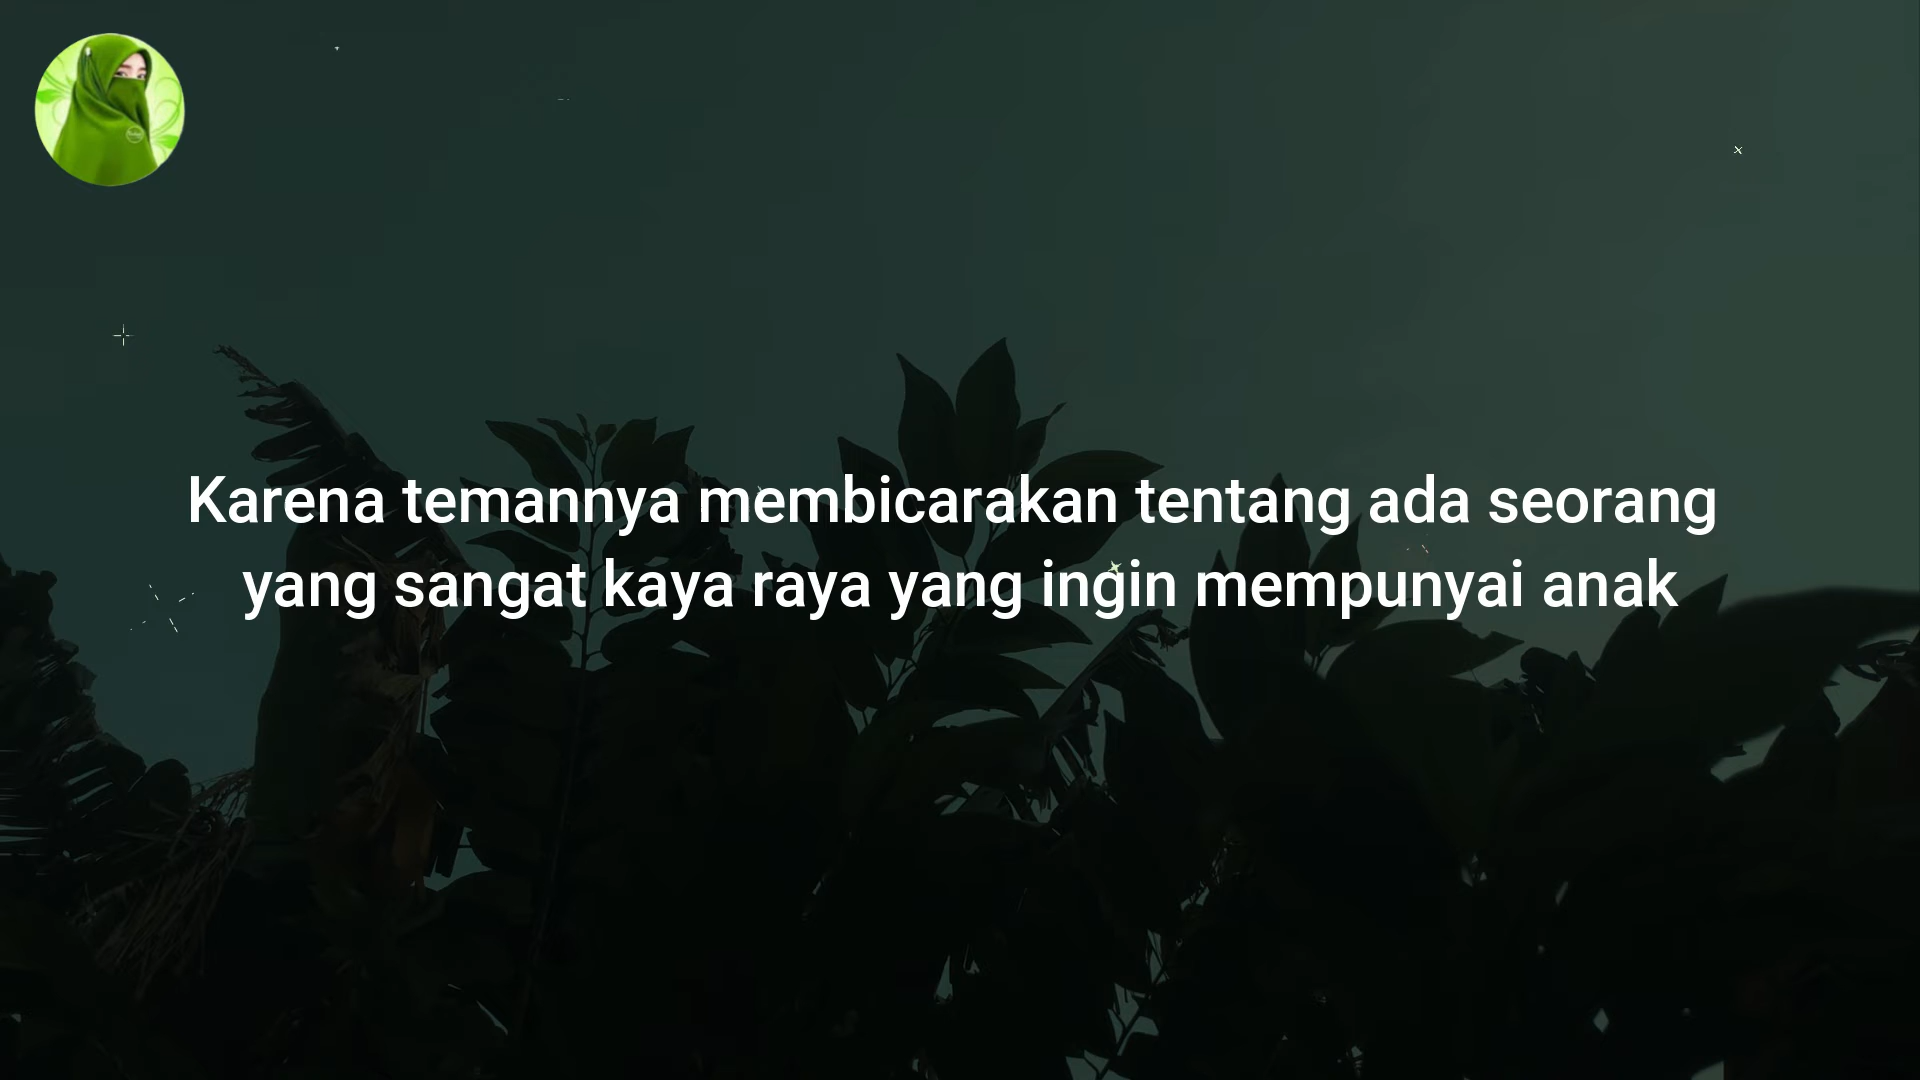 Karena temannya membicarakan tentang ada seorang
yang sangat kaya raya yang ingin mempunyai anak